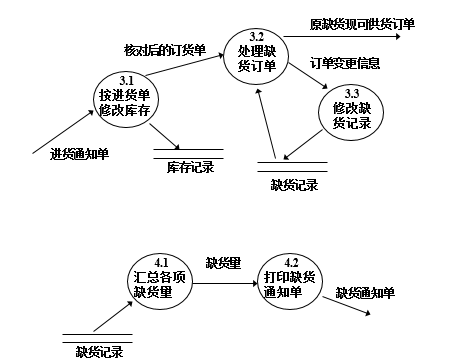 原缺货现可供货订单
3.2
处理缺
货订单
核对后的订货单
订单变更信息
3.1
按进货单
修改库存
3.3
修改缺
货记录
进货通知单
库存记录
缺货记录
4.1
汇总各项
缺货量
缺货量
4.2
打印缺货
通知单
缺货通知单
缺货记录